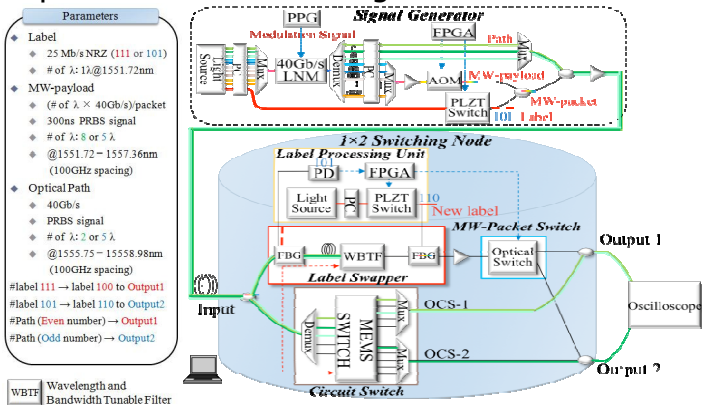 Parameters
Label
25 Mb/s NRZ (111 or 101)
# of λ: 1λ@1551.72nm
MW-payload
(# of λ × 40Gb/s)/packet
300ns PRBS signal
# of λ: 8 or 5 λ
@1551.72 – 1557.36nm
(100GHz spacing)
Optical Path
40Gb/s
PRBS signal
# of λ: 2 or 5 λ
@1555.75 – 1558.98nm
(100GHz spacing)
#label 111 → label 100 to Output1
#label 101 → label 110 to Output2
#Path (Even number) → Output1
#Path (Odd number) → Output2
WBTF
Wavelength and
Bandwidth Tunable Filter
Signal Generator
PPG
FPGA
Modulation Signal
Path
Mux
Light
Source
PC
Mux
40Gb/s
LNM
Demux
PC
Mux
AOM
MW-payload
PLZT
Switch
MW-packet
101
Label
1×2 Switching Node
Label Processing Unit
101
PD
FPGA
Light
Source
PC
PLZT
Switch
110
New label
MW-Packet Switch
FBG
WBTF
FBG
Optical
Switch
Label Swapper
Output 1
Input
Demux
MEMS
SWITCH
Mux
Mux
OCS-1
OCS-2
Oscilloscope
Output 2
Circuit Switch